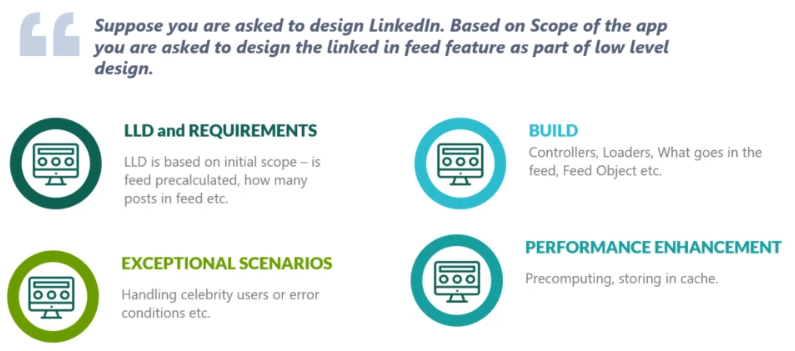 Suppose you are asked to design LinkedIn. Based on Scope of the app
you are asked to design the linked in feed feature as part of low level
design.
LLD and REQUIREMENTS
LLD is based on initial scope – is
feed precalculated, how many
posts in feed etc.
BUILD
Controllers, Loaders, What goes in the
feed, Feed Object etc.
EXCEPTIONAL SCENARIOS
Handling celebrity users or error
conditions etc.
PERFORMANCE ENHANCEMENT
Precomputing, storing in cache.